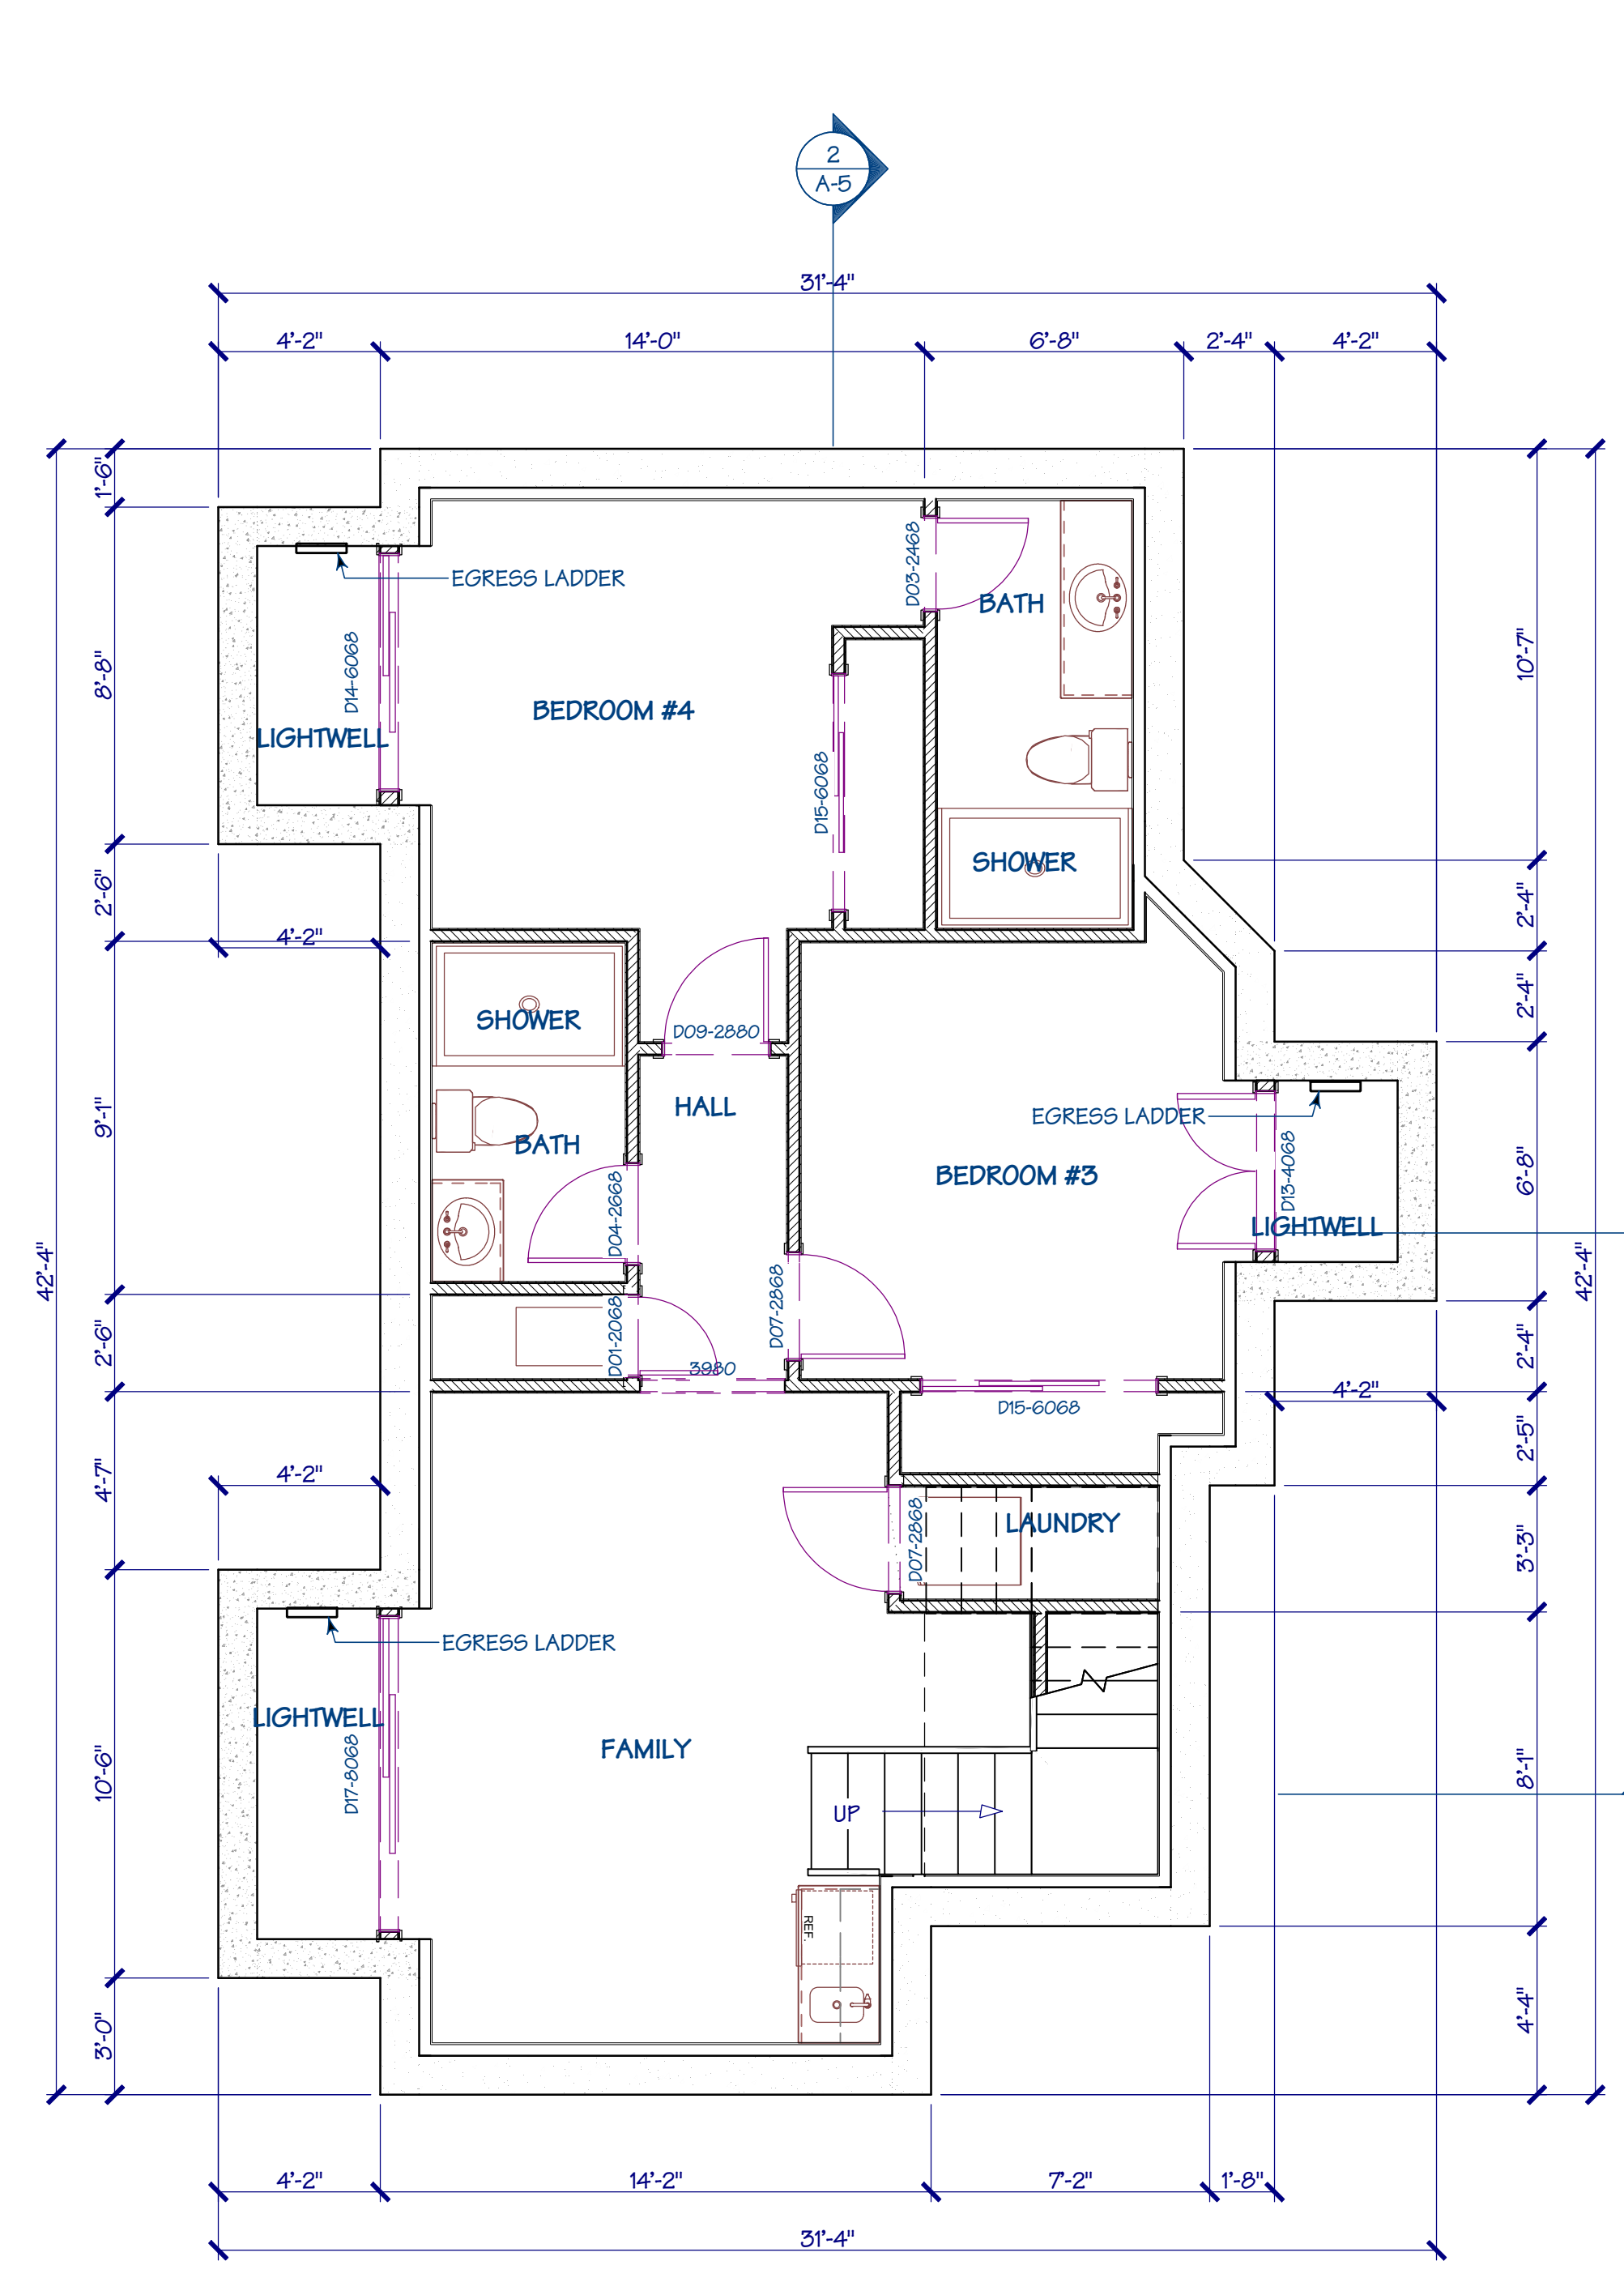 2
A-5
31'-4"
4'-2"
14'-0"
6'-8"
2'-4"
4'-2"
1'-6"
8'-8"
2'-6"
9'-1"
2'-6"
4'-7"
10'-6"
3'-0"
42'-4"
EGRESS LADDER
D14-6068
LIGHTWELL
BEDROOM #4
D03-2468
BATH
D15-6068
SHOWER
4'-2"
SHOWER
D09-2880
HALL
BATH
D04-2668
EGRESS LADDER
BEDROOM #3
D13-4068
LIGHTWELL
D01-2068
D07-2868
3980
D15-6068
4'-2"
4'-2"
D07-2868
LAUNDRY
EGRESS LADDER
LIGHTWELL
D17-8068
FAMILY
UP
REF.
10'-7"
2'-4"
2'-4"
6'-8"
2'-4"
2'-5"
3'-3"
8'-1"
4'-4"
42'-4"
4'-2"
14'-2"
7'-2"
1'-8"
31'-4"